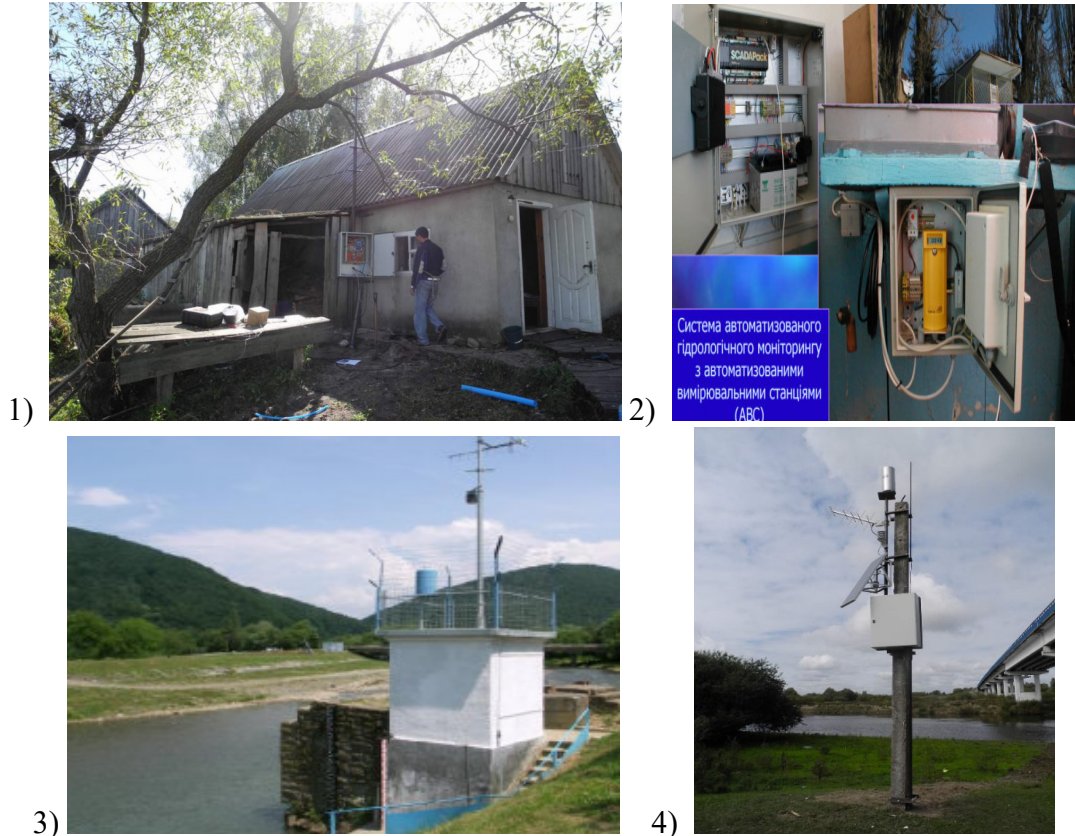 1)
2)
SCADAPack
Система автоматизованого
гідрологічного моніторингу
з автоматизованими
вимірювальними станціями
(АВС)
3)
4)